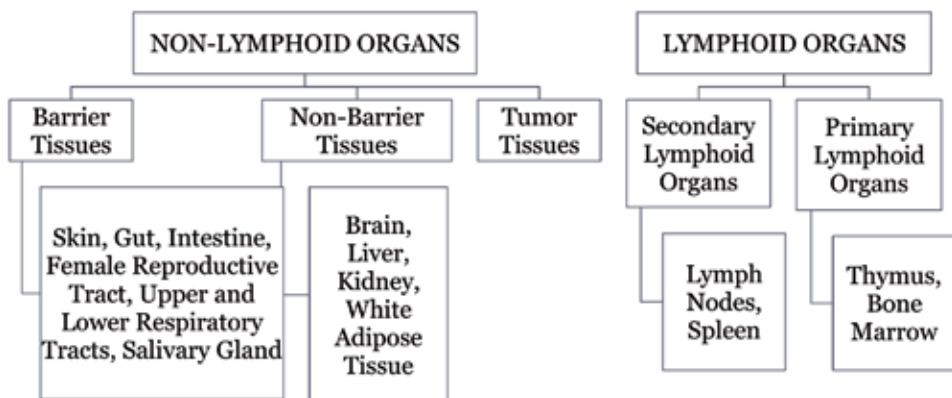 NON-LYMPHOID ORGANS
Barrier
Tissues
Non-Barrier
Tissues
Tumor
Tissues
Skin, Gut, Intestine,
Female Reproductive
Tract, Upper and
Lower Respiratory
Tracts, Salivary Gland
Brain,
Liver,
Kidney,
White
Adipose
Tissue
LYMPHOID ORGANS
Secondary
Lymphoid
Organs
Primary
Lymphoid
Organs
Lymph
Nodes,
Spleen
Thymus,
Bone
Marrow